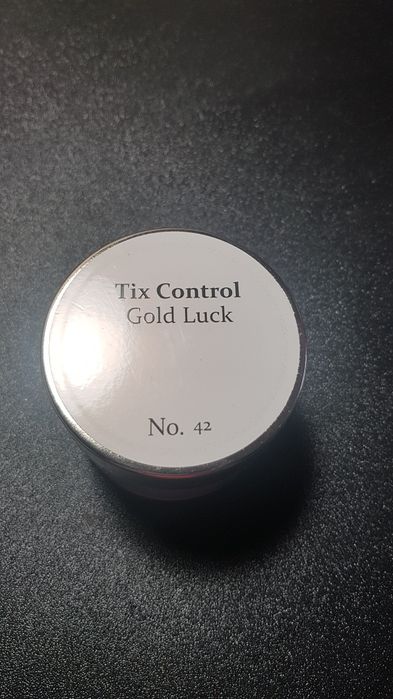 Tix Control
Gold Luck
No. 42